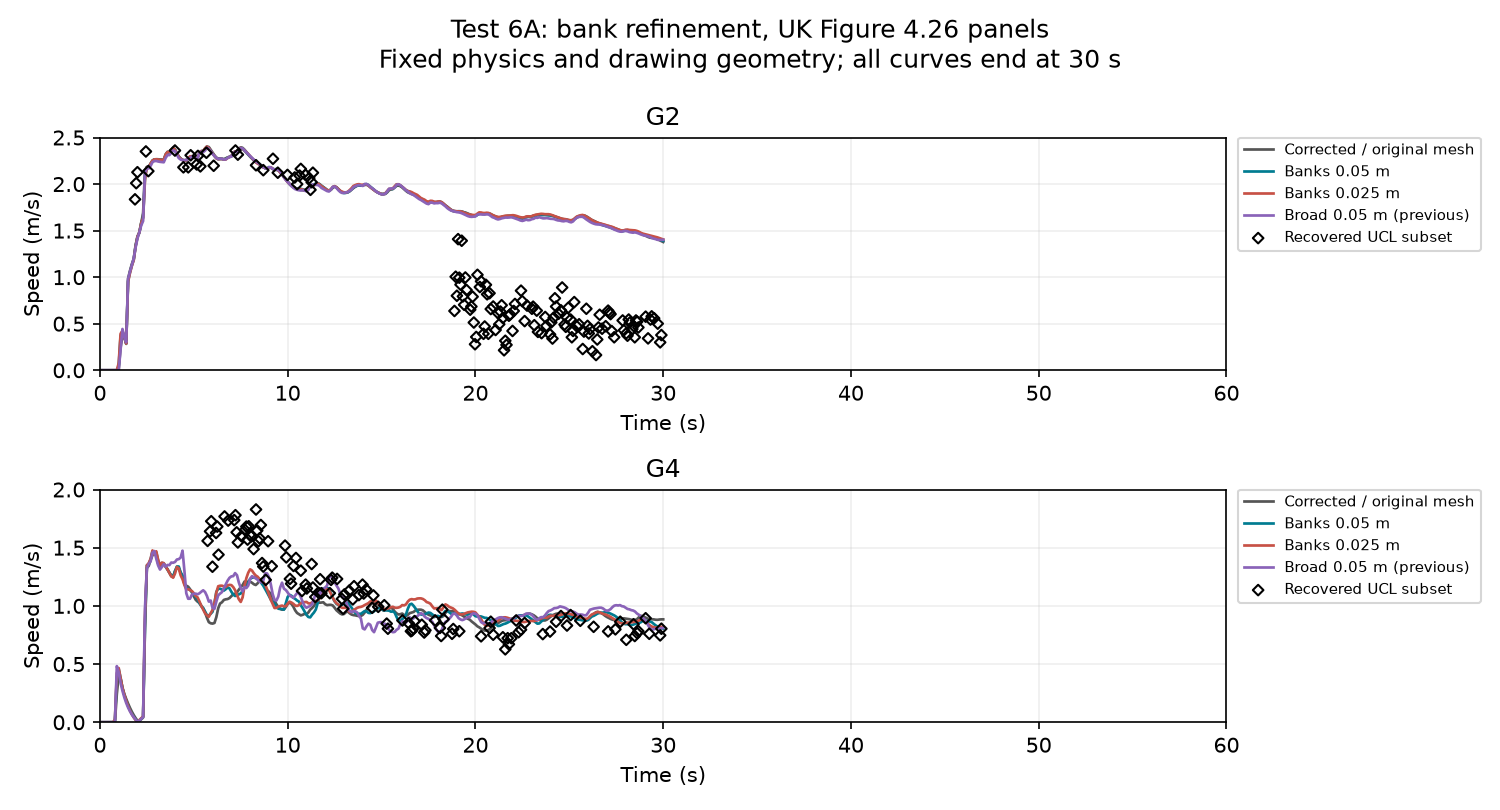 Test 6A: bank refinement, UK Figure 4.26 panels
Fixed physics and drawing geometry; all curves end at 30 s
G2
2.5
2.0
1.5
1.0
0.5
0.0
Speed (m/s)
0 10 20 30 40 50 60
Time (s)
Corrected / original mesh
Banks 0.05 m
Banks 0.025 m
Broad 0.05 m (previous)
Recovered UCL subset
G4
2.0
1.5
1.0
0.5
0.0
Speed (m/s)
0 10 20 30 40 50 60
Time (s)
Corrected / original mesh
Banks 0.05 m
Banks 0.025 m
Broad 0.05 m (previous)
Recovered UCL subset